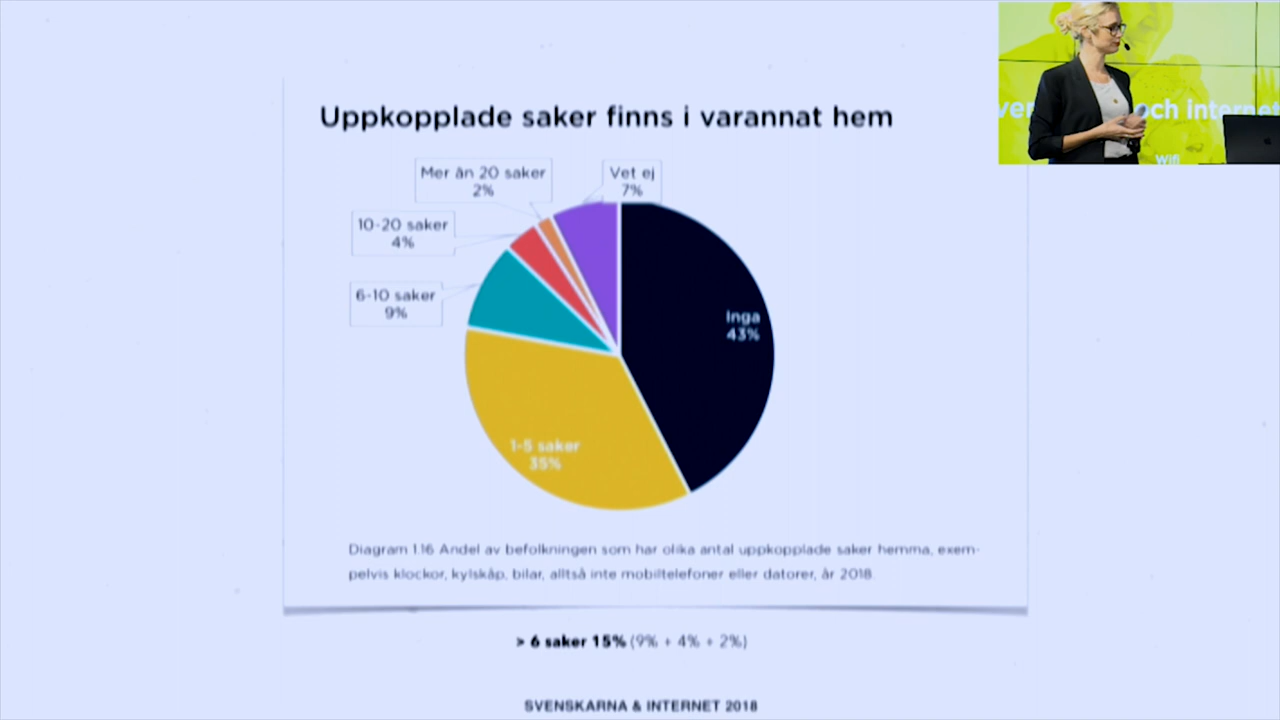 Uppkopplade saker finns i varannat hem
Mer än 20 saker
2%
Vet ej
7%
10-20 saker
4%
6-10 saker
9%
Inga
43%
1-5 saker
35%
Diagram 1.16 Andel av befolkningen som har olika antal uppkopplade saker hemma, exem-
pelvis klockor, kylskåp, bilar, alltså inte mobiltelefoner eller datorer, år 2018.
> 6 saker 15% (9% + 4% + 2%)
SVENSKARNA & INTERNET 2018
och internet
Wifi